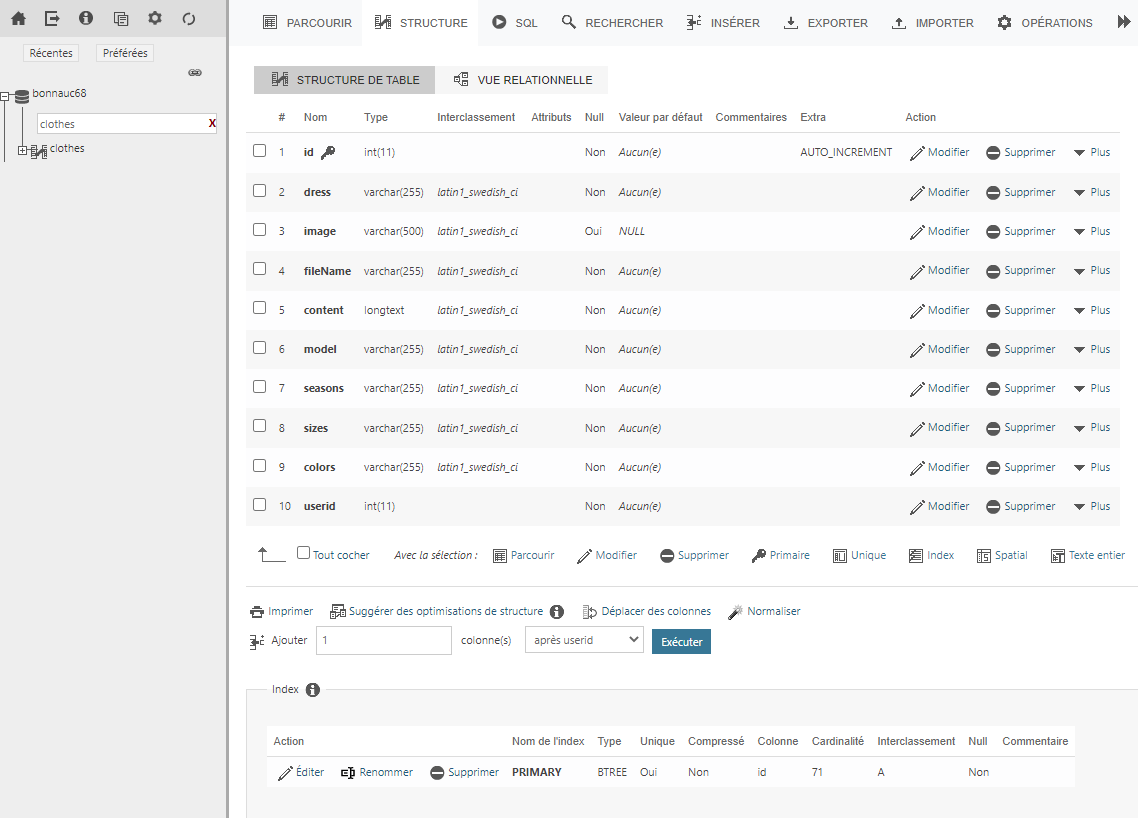 PARCOURIR STRUCTURE SQL RECHERCHER INSÉRER EXPORTER IMPORTER OPÉRATIONS
Récentes Préférées
bonnauc68
clothes X
clothes
STRUCTURE DE TABLE VUE RELATIONNELLE
# Nom Type Interclassement Attributs Null Valeur par défaut Commentaires Extra Action
1 id int(11) Non Aucun(e) AUTO_INCREMENT Modifier Supprimer Plus
2 dress varchar(255) latin1_swedish_ci Non Aucun(e) Modifier Supprimer Plus
3 image varchar(500) latin1_swedish_ci Oui NULL Modifier Supprimer Plus
4 fileName varchar(255) latin1_swedish_ci Non Aucun(e) Modifier Supprimer Plus
5 content longtext latin1_swedish_ci Non Aucun(e) Modifier Supprimer Plus
6 model varchar(255) latin1_swedish_ci Non Aucun(e) Modifier Supprimer Plus
7 seasons varchar(255) latin1_swedish_ci Non Aucun(e) Modifier Supprimer Plus
8 sizes varchar(255) latin1_swedish_ci Non Aucun(e) Modifier Supprimer Plus
9 colors varchar(255) latin1_swedish_ci Non Aucun(e) Modifier Supprimer Plus
10 userid int(11) Non Aucun(e) Modifier Supprimer Plus
Tout cocher Avec la sélection : Parcourir Modifier Supprimer Primaire Unique Index Spatial Texte entier
Imprimer Suggérer des optimisations de structure Déplacer des colonnes Normaliser
Ajouter 1 colonne(s) après userid Exécuter
Index
Action Nom de l'index Type Unique Compressé Colonne Cardinalité Interclassement Null Commentaire
Éditer Renommer Supprimer PRIMARY BTREE Oui Non id 71 A Non